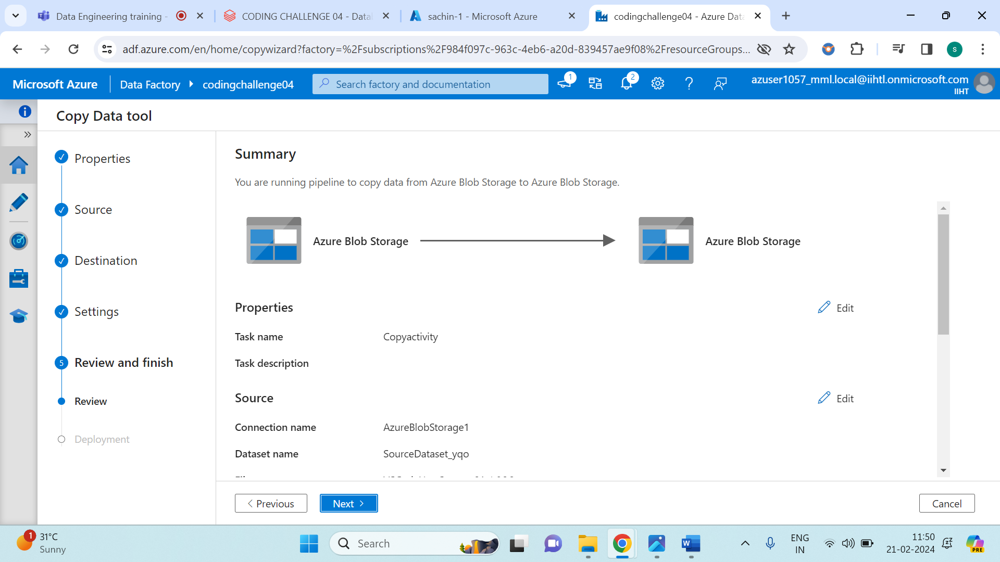 Data Engineering training -
CODING CHALLENGE 04 - Datab
sachin-1 - Microsoft Azure
codingchallenge04 - Azure Data
adf.azure.com/en/home/copywizard?factory=%2Fsubscriptions%2F984f097c-963c-4eb6-a20d-839457ae9f08%2FresourceGroups...
s
Microsoft Azure
Data Factory
codingchallenge04
Search factory and documentation
1
2
azuser1057_mml.local@iihtl.onmicrosoft.com
IIHT
Copy Data tool
Properties
Source
Destination
Settings
5
Review and finish
Review
Deployment
Summary
You are running pipeline to copy data from Azure Blob Storage to Azure Blob Storage.
Azure Blob Storage
Azure Blob Storage
Properties
Edit
Task name
Copyactivity
Task description
Source
Edit
Connection name
AzureBlobStorage1
Dataset name
SourceDataset_yqo
Previous
Next
Cancel
1
31°C
Sunny
Search
ENG
IN
11:50
21-02-2024
PRE